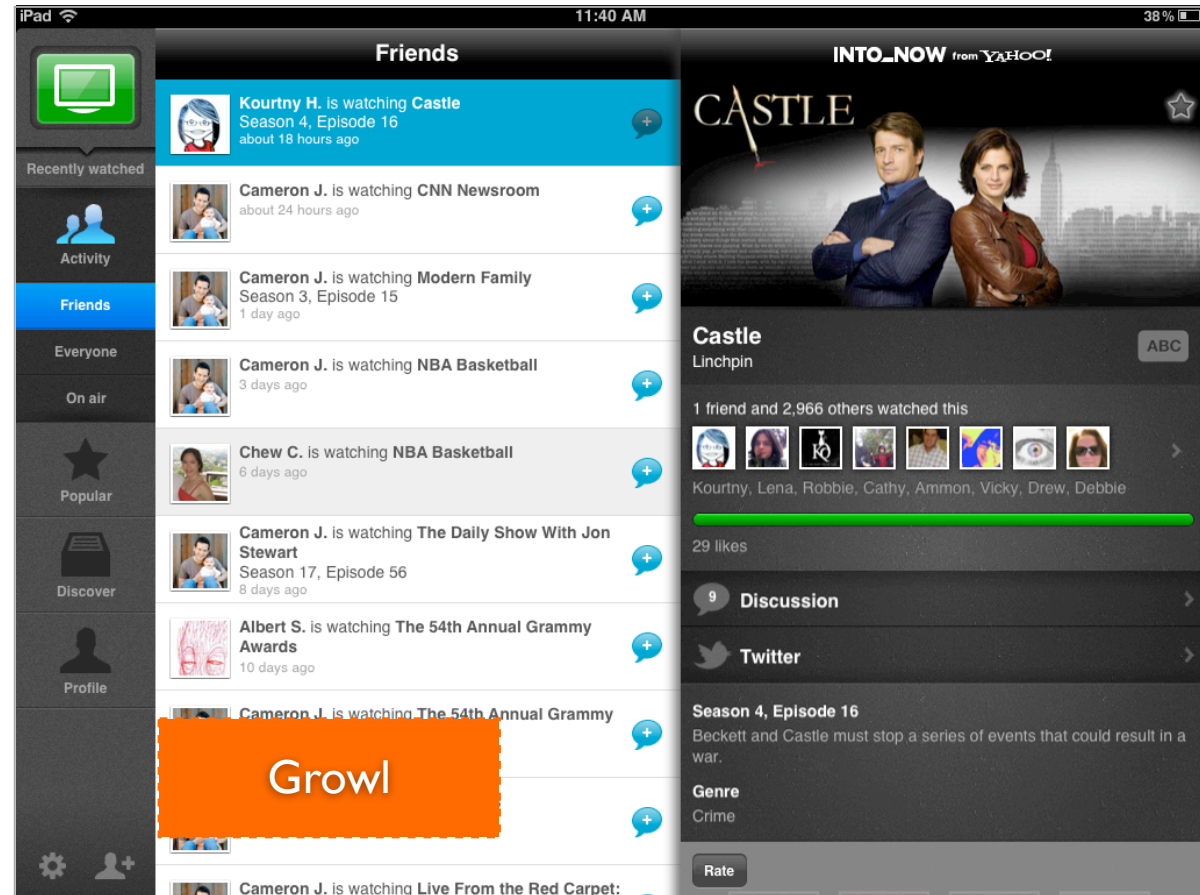 iPad
11:40 AM
38%
Recently watched
Activity
Friends
Everyone
On air
Popular
Discover
Profile
Friends
Kourtny H. is watching Castle
Season 4, Episode 16
about 18 hours ago
Cameron J. is watching CNN Newsroom
about 24 hours ago
Cameron J. is watching Modern Family
Season 3, Episode 15
1 day ago
Cameron J. is watching NBA Basketball
3 days ago
Chew C. is watching NBA Basketball
6 days ago
Cameron J. is watching The Daily Show With Jon
Stewart
Season 17, Episode 56
8 days ago
Albert S. is watching The 54th Annual Grammy
Awards
10 days ago
Cameron J. is watching The 54th Annual Grammy
Growl
Cameron J. is watching Live From the Red Carpet:
INTO_NOW from YAHOO!
CASTLE
Castle
Linchpin
ABC
1 friend and 2,966 others watched this
KQ
Kourtny, Lena, Robbie, Cathy, Ammon, Vicky, Drew, Debbie
29 likes
9
Discussion
Twitter
Season 4, Episode 16
Beckett and Castle must stop a series of events that could result in a
war.
Genre
Crime
Rate